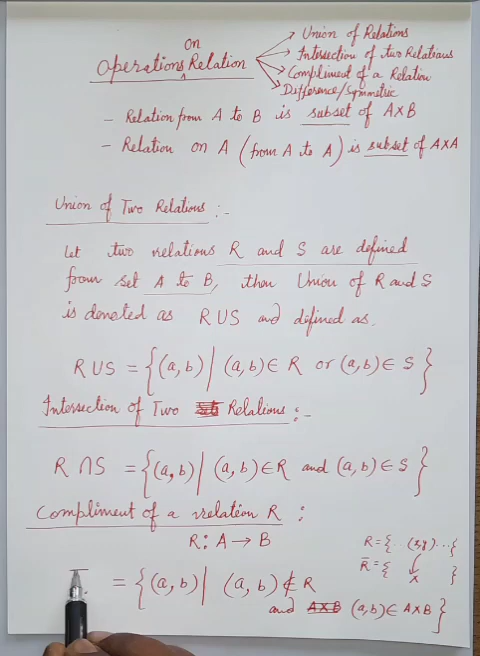 on
Operations Relation
Union of Relations
Intersection of two Relations
Compliment of a Relation
Difference/Symmetric
- Relation from A to B is subset of A×B
- Relation on A (from A to A) is subset of A×A
Union of Two Relations :-
Let two relations R and S are defined
from set A to B, then Union of R and S
is denoted as R ∪ S and defined as.
R ∪ S = {(a, b) | (a, b) ∈ R or (a, b) ∈ S}
Intersection of Two Relations :-
R ∩ S = {(a, b) | (a, b) ∈ R and (a, b) ∈ S}
Compliment of a relation R :
R : A → B
R = {.. (x, y) ... {
R̄ = { x }
= {(a, b) | (a, b) ∉ R
and A×B (a, b) ∈ A×B}